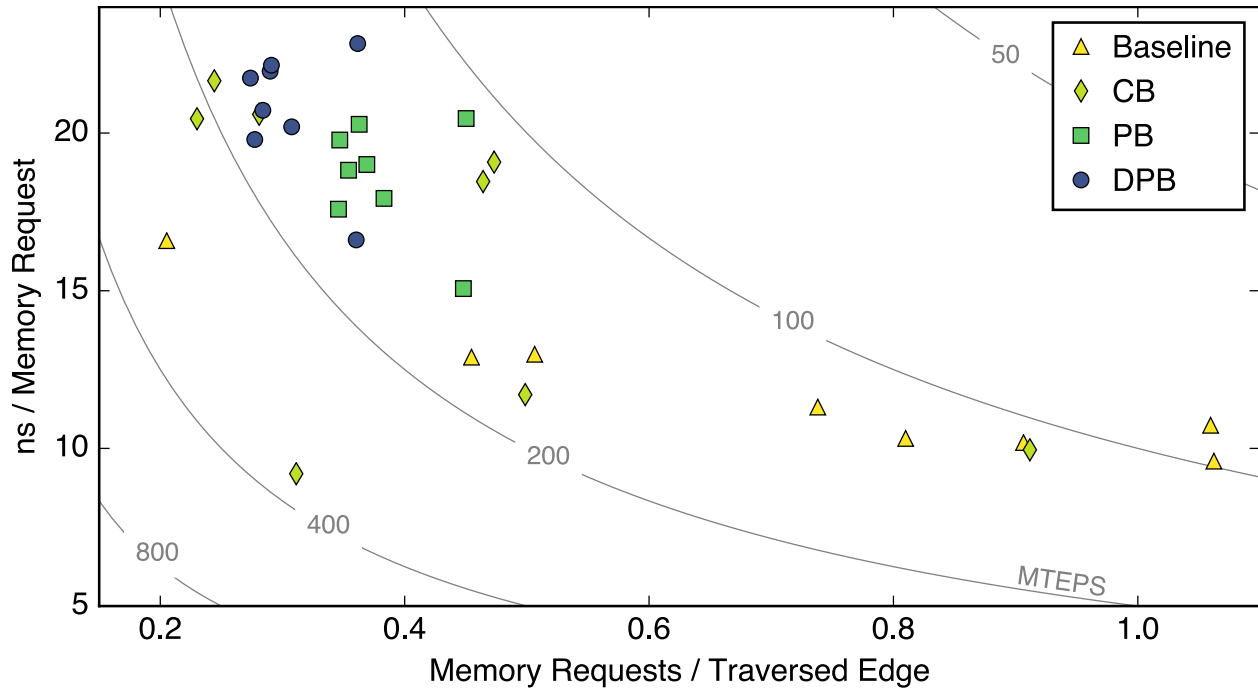 50
Baseline
CB
PB
DPB
20
ns / Memory Request
15
100
10
200
400
800
MTEPS
5
0.2
0.4
0.6
0.8
1.0
Memory Requests / Traversed Edge